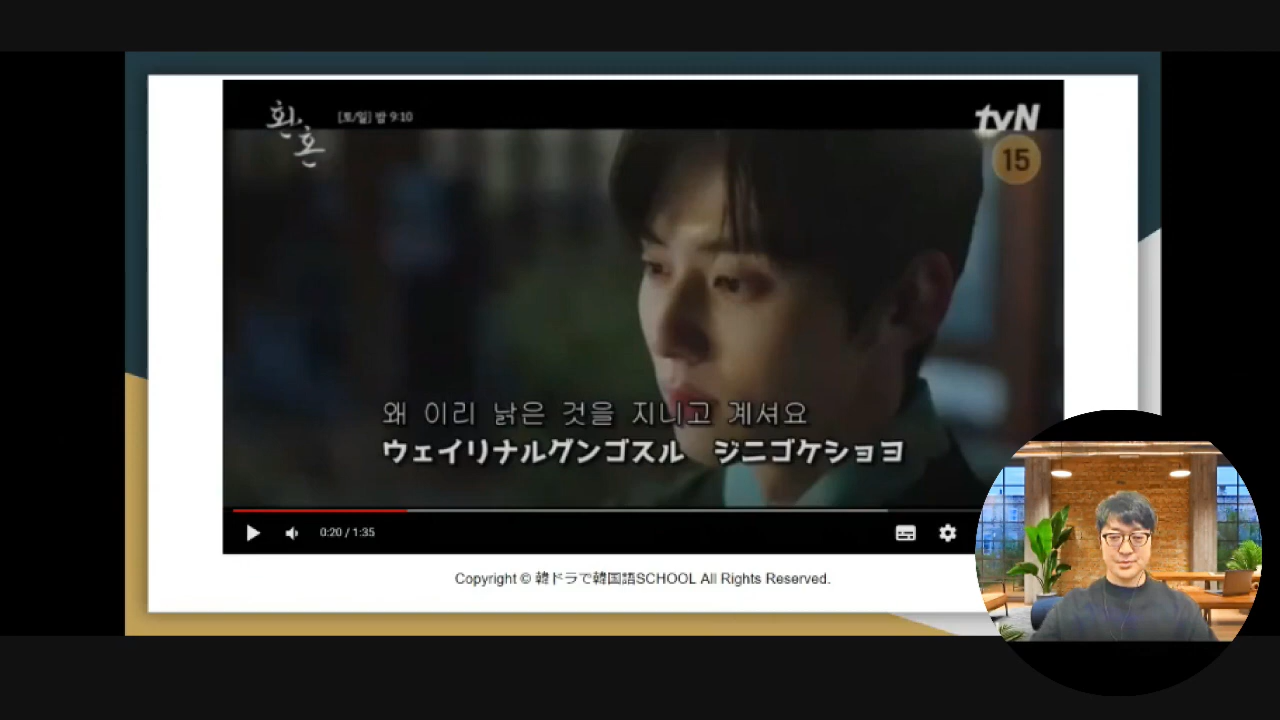 환혼
[토/일] 밤 9:10
tvN
15
왜 이리 낡은 것을 지니고 계셔요
ウェイリナルグンゴスル ジニゴケショヨ
0:20 / 1:35
Copyright © 韓ドラで韓国語SCHOOL All Rights Reserved.